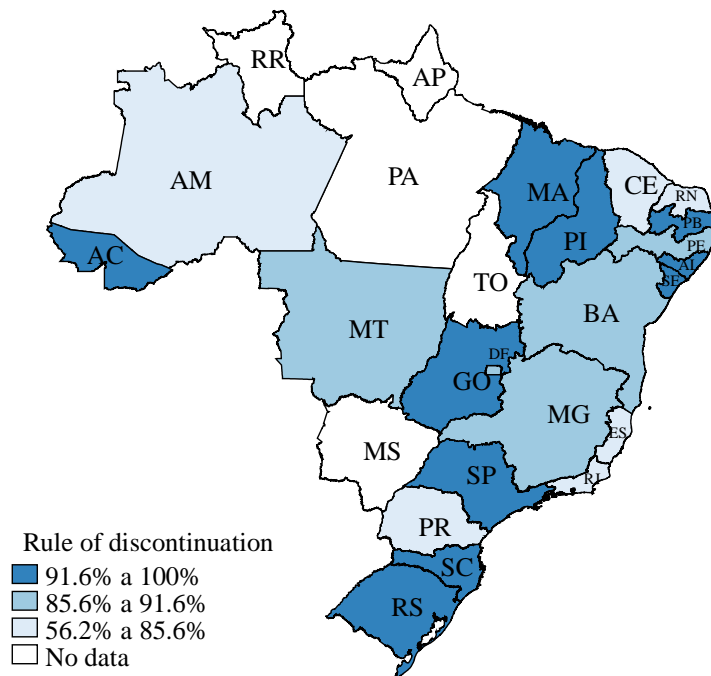 RR
AP
AM
PA
MA
CE
RN
PB
PI
PE
AC
AL
SE
TO
BA
MT
DF
GO
MG
ES
MS
SP
RJ
PR
SC
RS
Rule of discontinuation
91.6% a 100%
85.6% a 91.6%
56.2% a 85.6%
No data